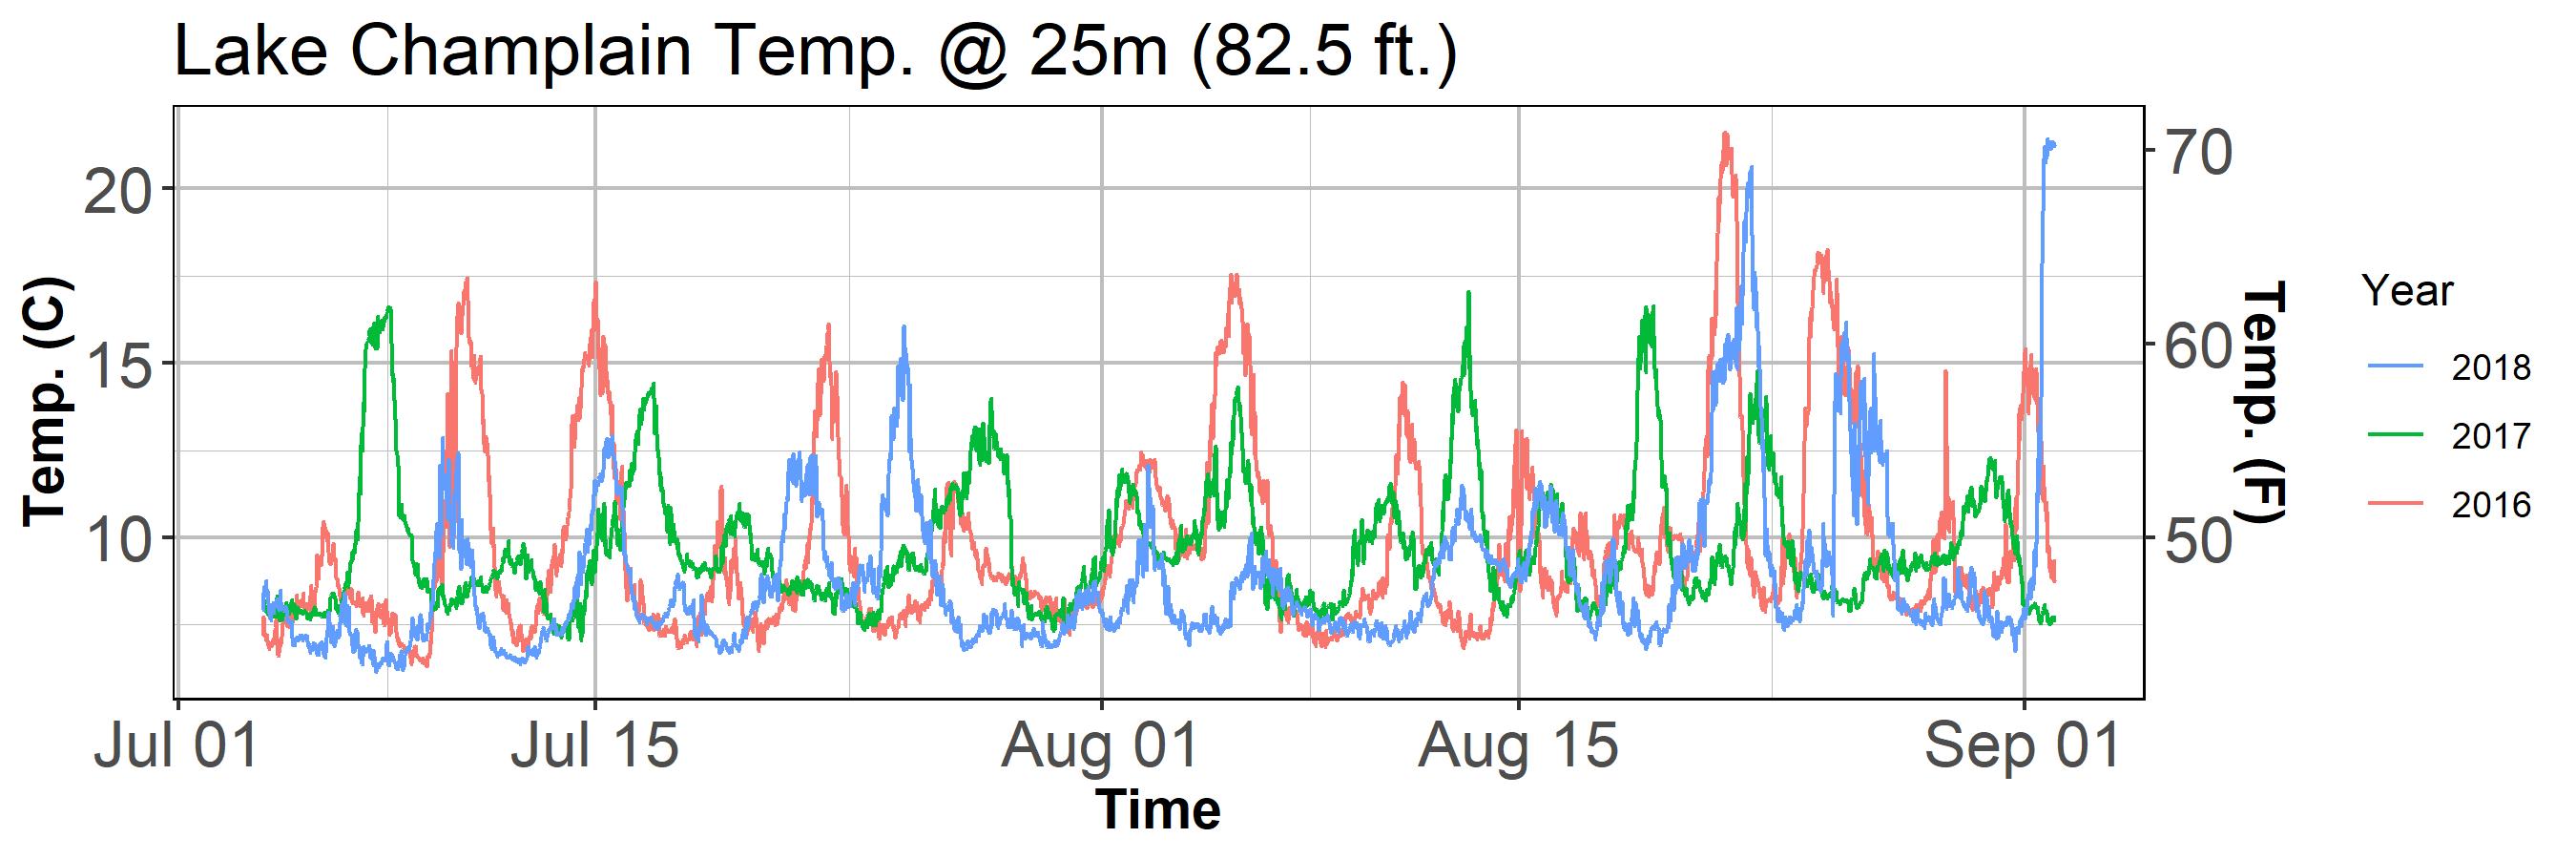 Lake Champlain Temp. @ 25m (82.5 ft.)
Temp. (C)
20
15
10
70
60
50
Temp. (F)
Jul 01
Jul 15
Aug 01
Aug 15
Sep 01
Time
Year
2018
2017
2016